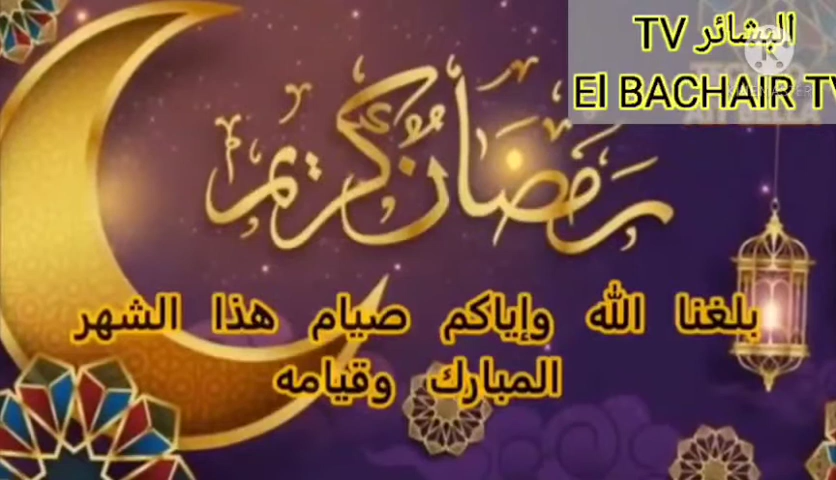 البشائر TV
El BACHAIR TV
رمضان كريم
بلغنا الله وإياكم صيام هذا الشهر
المبارك وقيامه